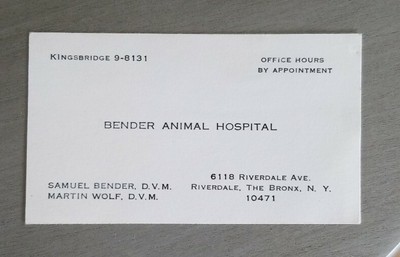 KINGSBRIDGE 9-8131
OFFICE HOURS
BY APPOINTMENT
BENDER ANIMAL HOSPITAL
SAMUEL BENDER, D.V.M.
MARTIN WOLF, D.V.M.
6118 RIVERDALE AVE.
RIVERDALE, THE BRONX, N. Y.
10471